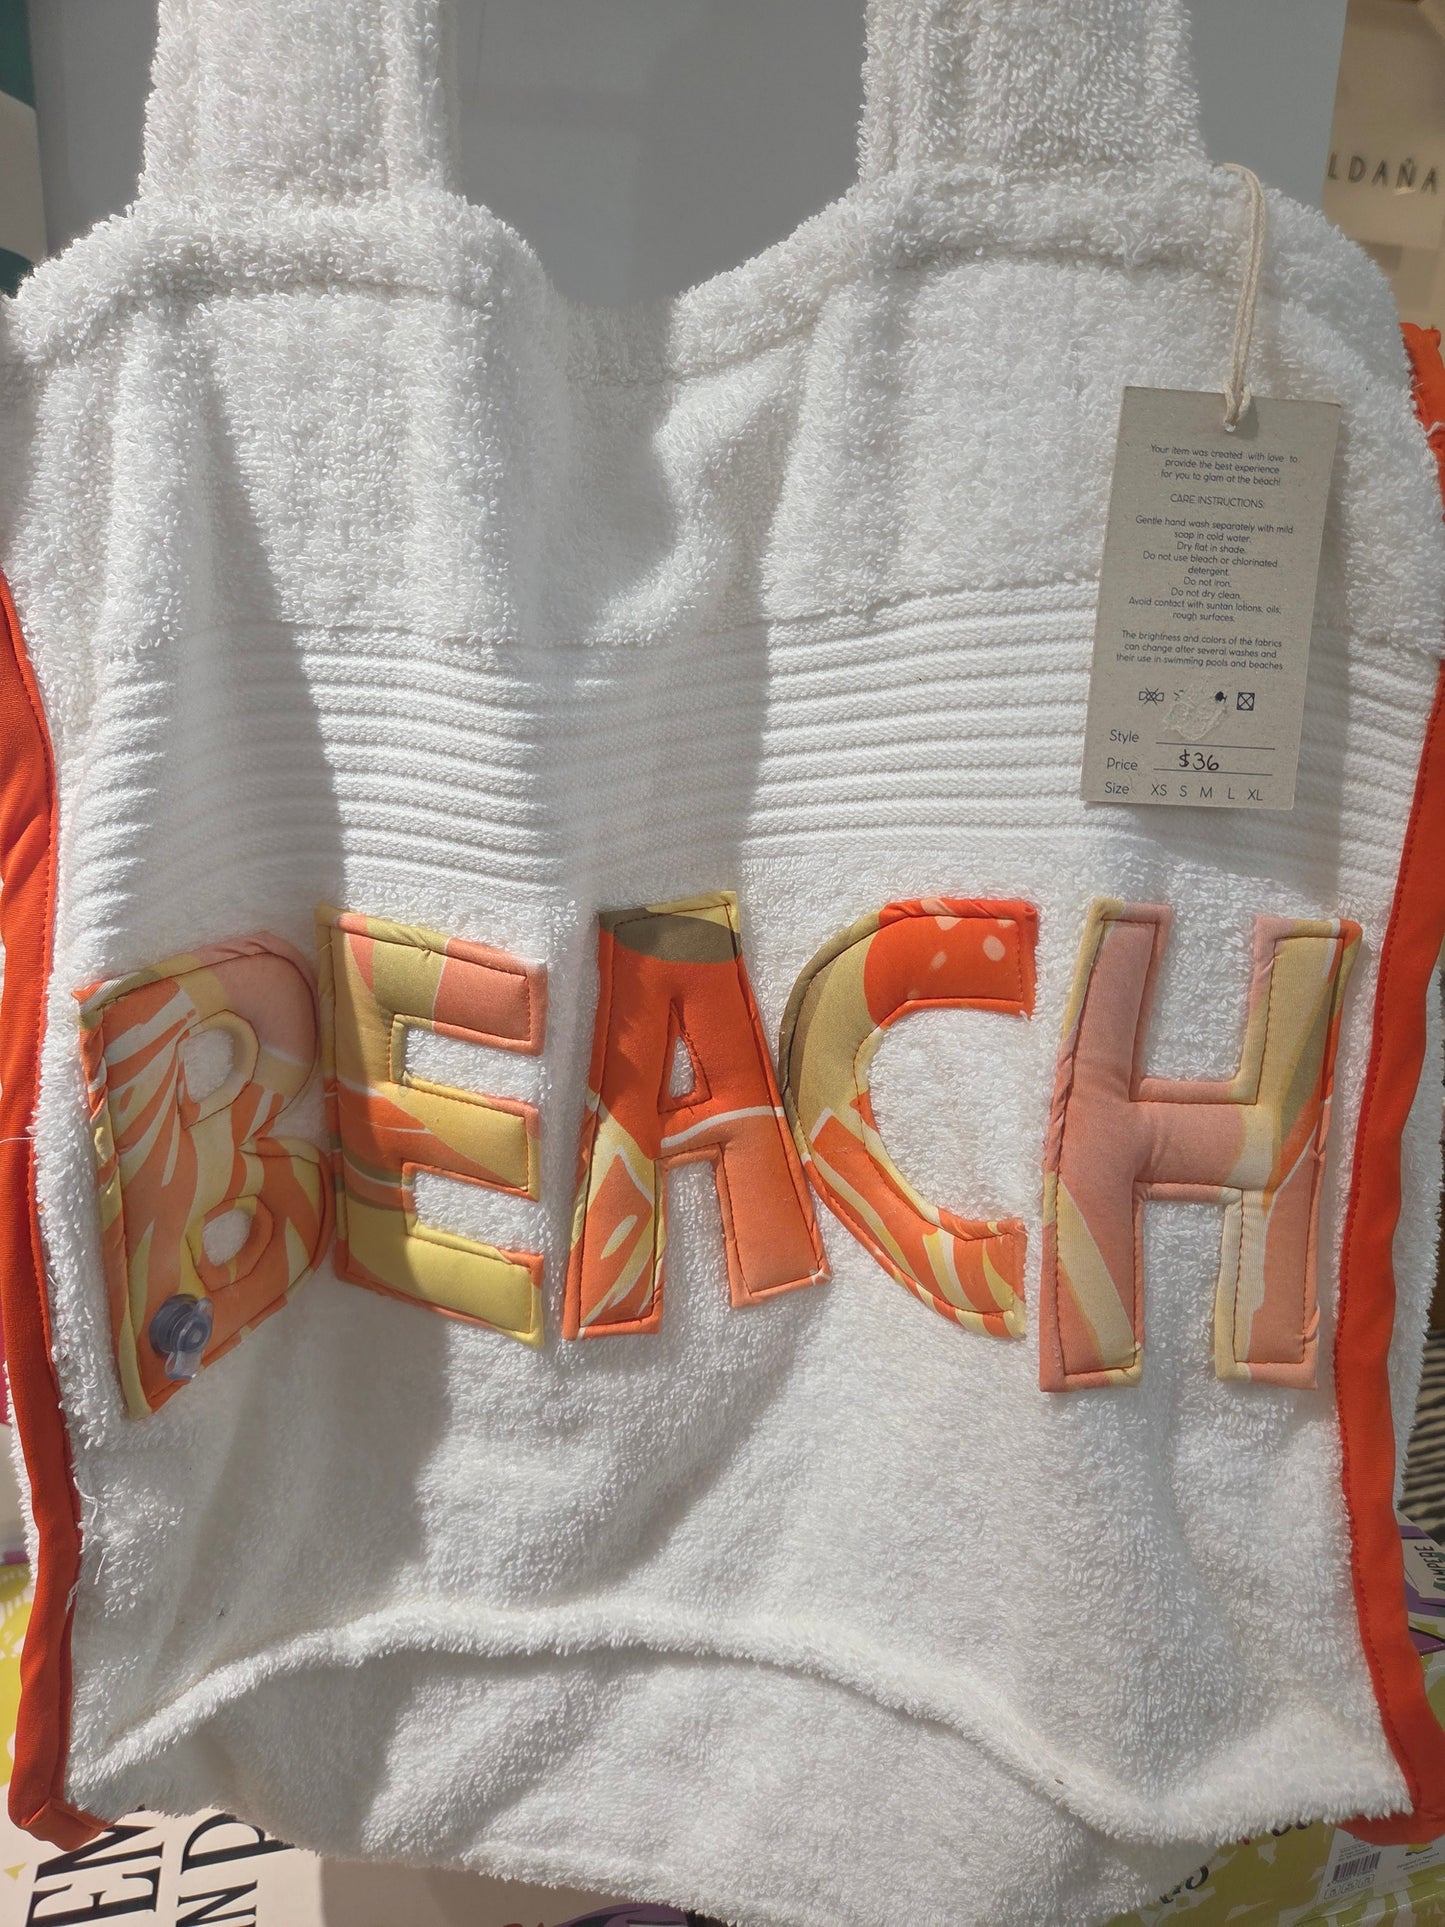 LDAÑA
Your item was created with love to
provide the best experience
for you to glam at the beach!
CARE INSTRUCTIONS:
Gentle hand wash separately with mild
soap in cold water.
Dry flat in shade.
Do not use bleach or chlorinated
detergent.
Do not iron.
Do not dry clean.
Avoid contact with suntan lotions, oils,
rough surfaces.
The brightness and colors of the fabrics
can change after several washes and
their use in swimming pools and beaches
Style
Price $36
Size XS S M L XL
BEACH